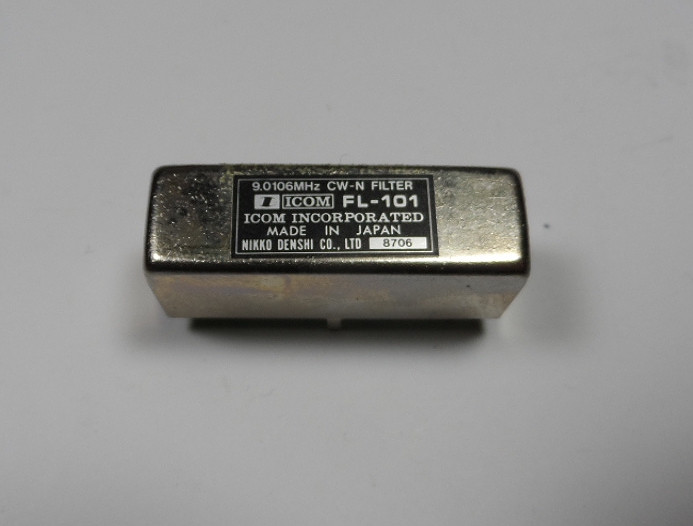 9.0106MHz CW-N FILTER
I ICOM FL-101
ICOM INCORPORATED
MADE IN JAPAN
NIKKO DENSHI CO., LTD 8706